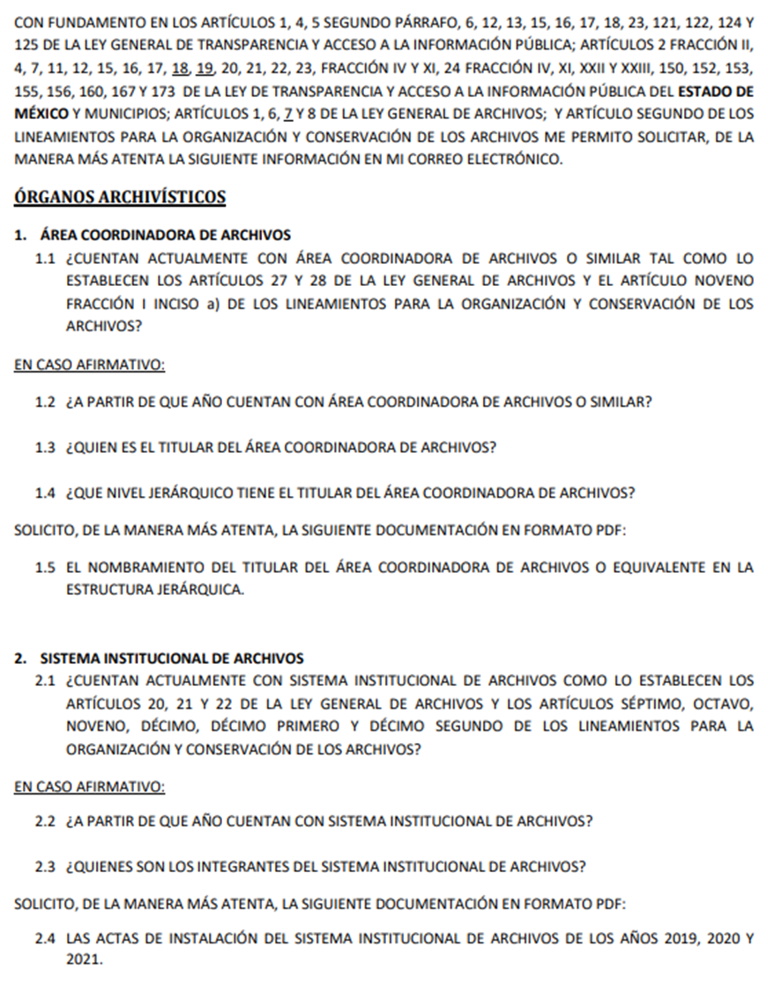 CON FUNDAMENTO EN LOS ARTÍCULOS 1, 4, 5 SEGUNDO PÁRRAFO, 6, 12, 13, 15, 16, 17, 18, 23, 121, 122, 124 Y
125 DE LA LEY GENERAL DE TRANSPARENCIA Y ACCESO A LA INFORMACIÓN PÚBLICA; ARTÍCULOS 2 FRACCIÓN II,
4, 7, 11, 12, 15, 16, 17, 18, 19, 20, 21, 22, 23, FRACCIÓN IV Y XI, 24 FRACCIÓN IV, XI, XXII Y XXIII, 150, 152, 153,
155, 156, 160, 167 Y 173 DE LA LEY DE TRANSPARENCIA Y ACCESO A LA INFORMACIÓN PÚBLICA DEL ESTADO DE
MÉXICO Y MUNICIPIOS; ARTÍCULOS 1, 6, 7 Y 8 DE LA LEY GENERAL DE ARCHIVOS; Y ARTÍCULO SEGUNDO DE LOS
LINEAMIENTOS PARA LA ORGANIZACIÓN Y CONSERVACIÓN DE LOS ARCHIVOS ME PERMITO SOLICITAR, DE LA
MANERA MÁS ATENTA LA SIGUIENTE INFORMACIÓN EN MI CORREO ELECTRÓNICO.
ÓRGANOS ARCHIVÍSTICOS
1. ÁREA COORDINADORA DE ARCHIVOS
1.1 ¿CUENTAN ACTUALMENTE CON ÁREA COORDINADORA DE ARCHIVOS O SIMILAR TAL COMO LO
ESTABLECEN LOS ARTÍCULOS 27 Y 28 DE LA LEY GENERAL DE ARCHIVOS Y EL ARTÍCULO NOVENO
FRACCIÓN I INCISO a) DE LOS LINEAMIENTOS PARA LA ORGANIZACIÓN Y CONSERVACIÓN DE LOS
ARCHIVOS?
EN CASO AFIRMATIVO:
1.2 ¿A PARTIR DE QUE AÑO CUENTAN CON ÁREA COORDINADORA DE ARCHIVOS O SIMILAR?
1.3 ¿QUIEN ES EL TITULAR DEL ÁREA COORDINADORA DE ARCHIVOS?
1.4 ¿QUE NIVEL JERÁRQUICO TIENE EL TITULAR DEL ÁREA COORDINADORA DE ARCHIVOS?
SOLICITO, DE LA MANERA MÁS ATENTA, LA SIGUIENTE DOCUMENTACIÓN EN FORMATO PDF:
1.5 EL NOMBRAMIENTO DEL TITULAR DEL ÁREA COORDINADORA DE ARCHIVOS O EQUIVALENTE EN LA
ESTRUCTURA JERÁRQUICA.
2. SISTEMA INSTITUCIONAL DE ARCHIVOS
2.1 ¿CUENTAN ACTUALMENTE CON SISTEMA INSTITUCIONAL DE ARCHIVOS COMO LO ESTABLECEN LOS
ARTÍCULOS 20, 21 Y 22 DE LA LEY GENERAL DE ARCHIVOS Y LOS ARTÍCULOS SÉPTIMO, OCTAVO,
NOVENO, DÉCIMO, DÉCIMO PRIMERO Y DÉCIMO SEGUNDO DE LOS LINEAMIENTOS PARA LA
ORGANIZACIÓN Y CONSERVACIÓN DE LOS ARCHIVOS?
EN CASO AFIRMATIVO:
2.2 ¿A PARTIR DE QUE AÑO CUENTAN CON SISTEMA INSTITUCIONAL DE ARCHIVOS?
2.3 ¿QUIENES SON LOS INTEGRANTES DEL SISTEMA INSTITUCIONAL DE ARCHIVOS?
SOLICITO, DE LA MANERA MÁS ATENTA, LA SIGUIENTE DOCUMENTACIÓN EN FORMATO PDF:
2.4 LAS ACTAS DE INSTALACIÓN DEL SISTEMA INSTITUCIONAL DE ARCHIVOS DE LOS AÑOS 2019, 2020 Y
2021.